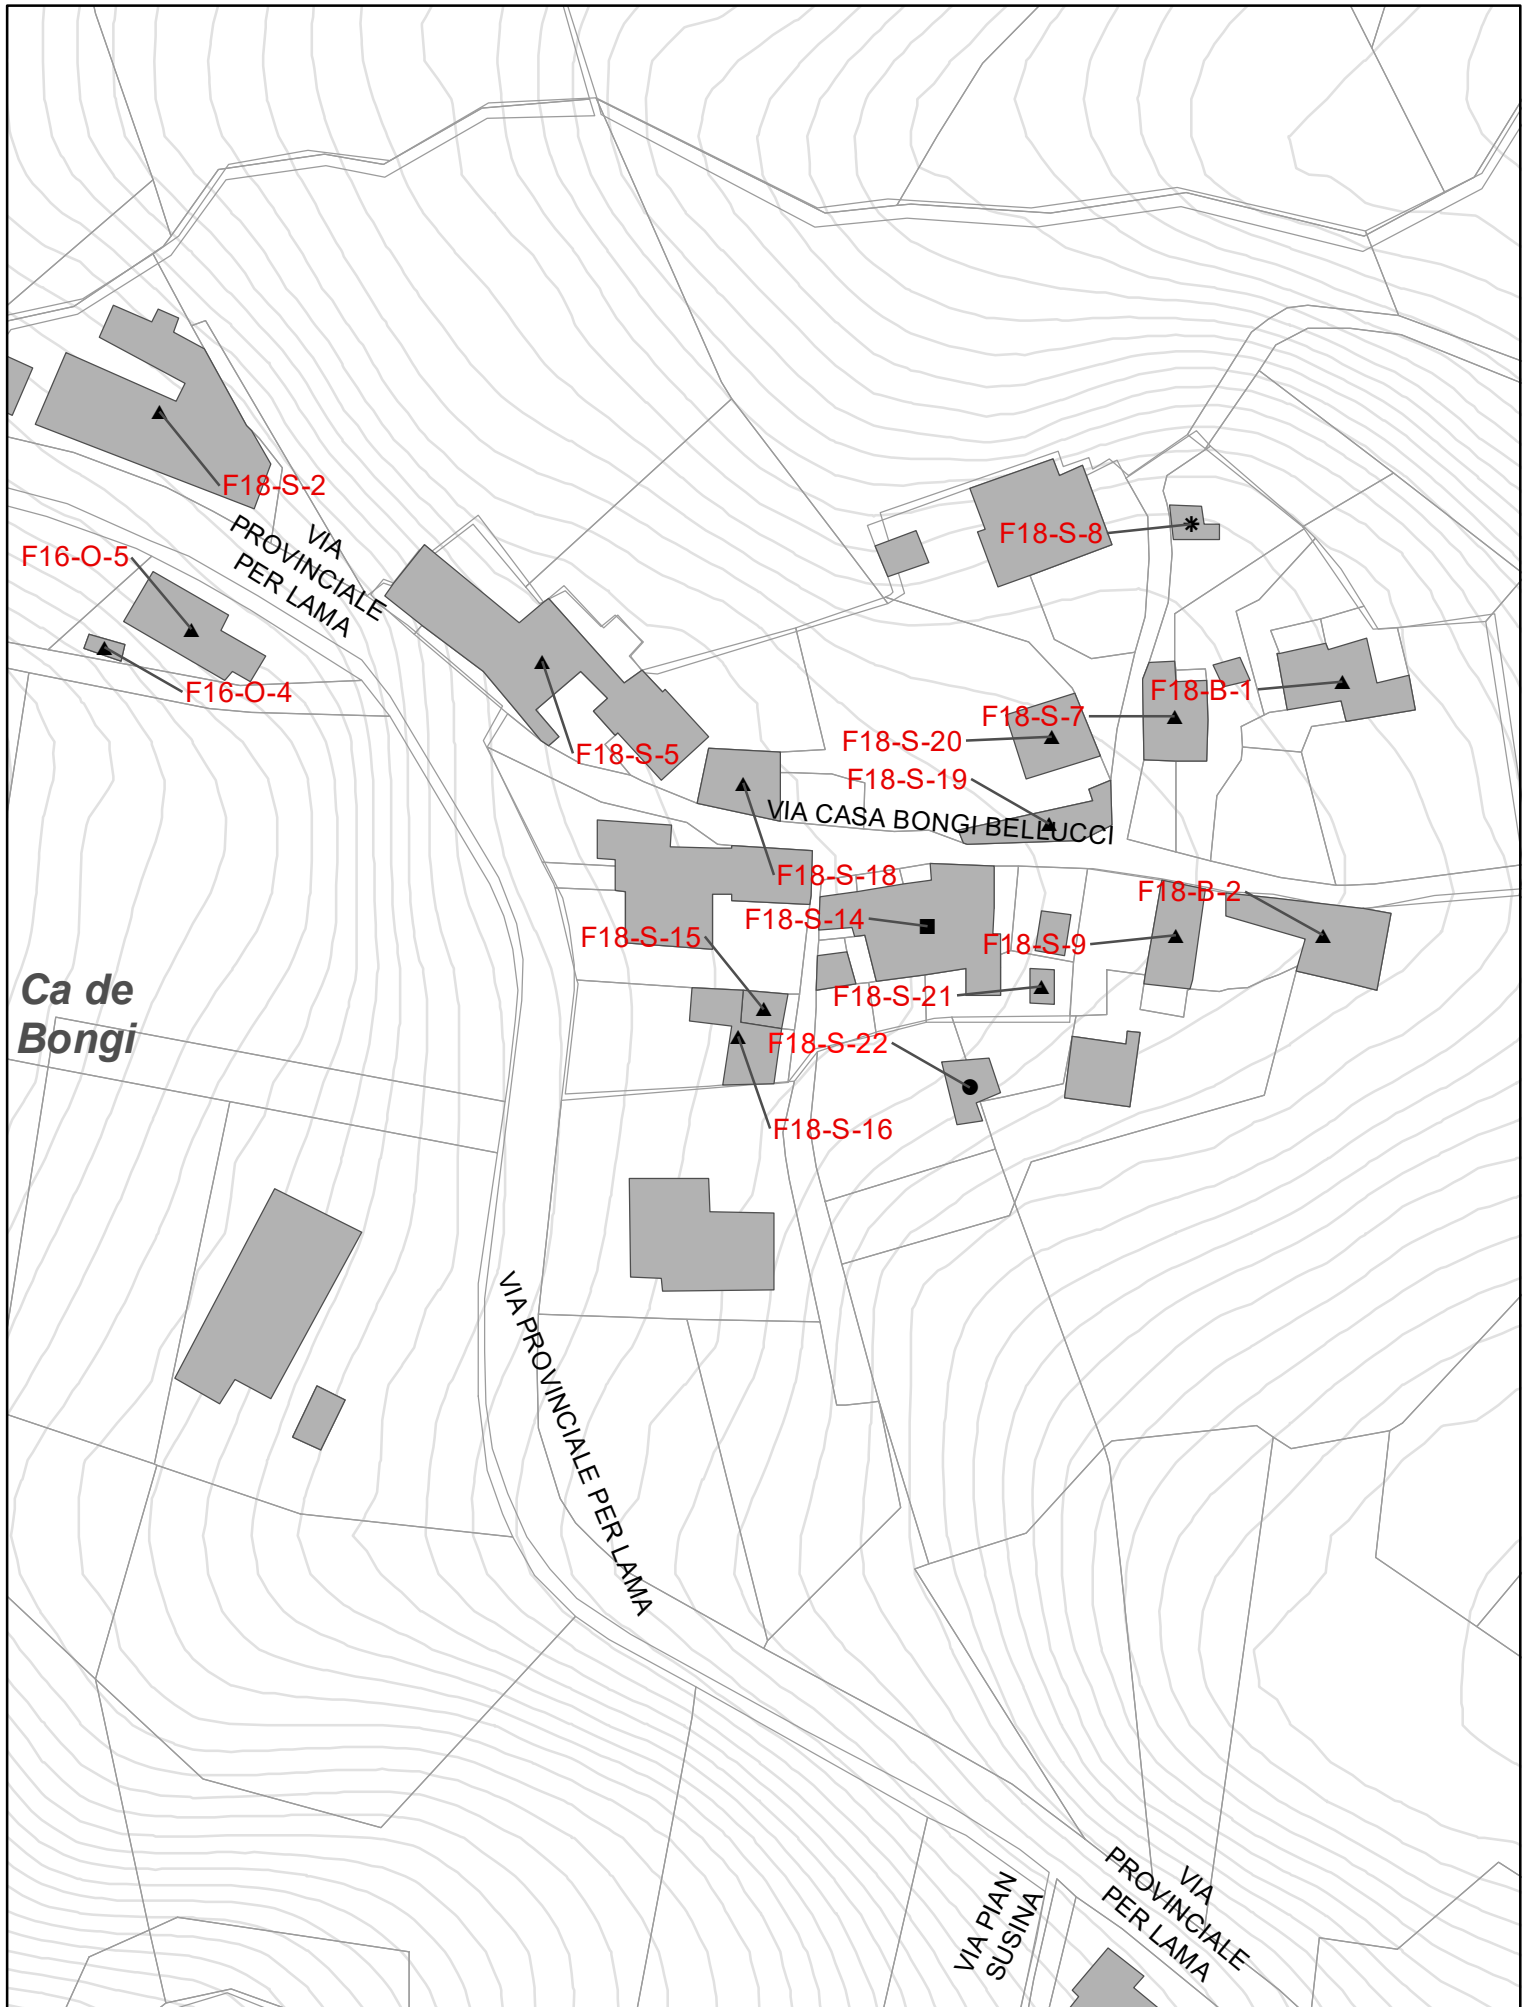 F18-S-2
VIA
PROVINCIALE
PER LAMA
F16-O-5
F16-O-4
F18-S-8
F18-B-1
F18-S-7
F18-S-20
F18-S-5
F18-S-19
VIA CASA BONGI BELLUCCI
F18-S-18
F18-B-2
F18-S-14
F18-S-15
F18-S-9
F18-S-21
Ca de
Bongi
F18-S-22
F18-S-16
VIA PROVINCIALE PER LAMA
VIA
PROVINCIALE
PER LAMA
VIA PIAN
SUSINA